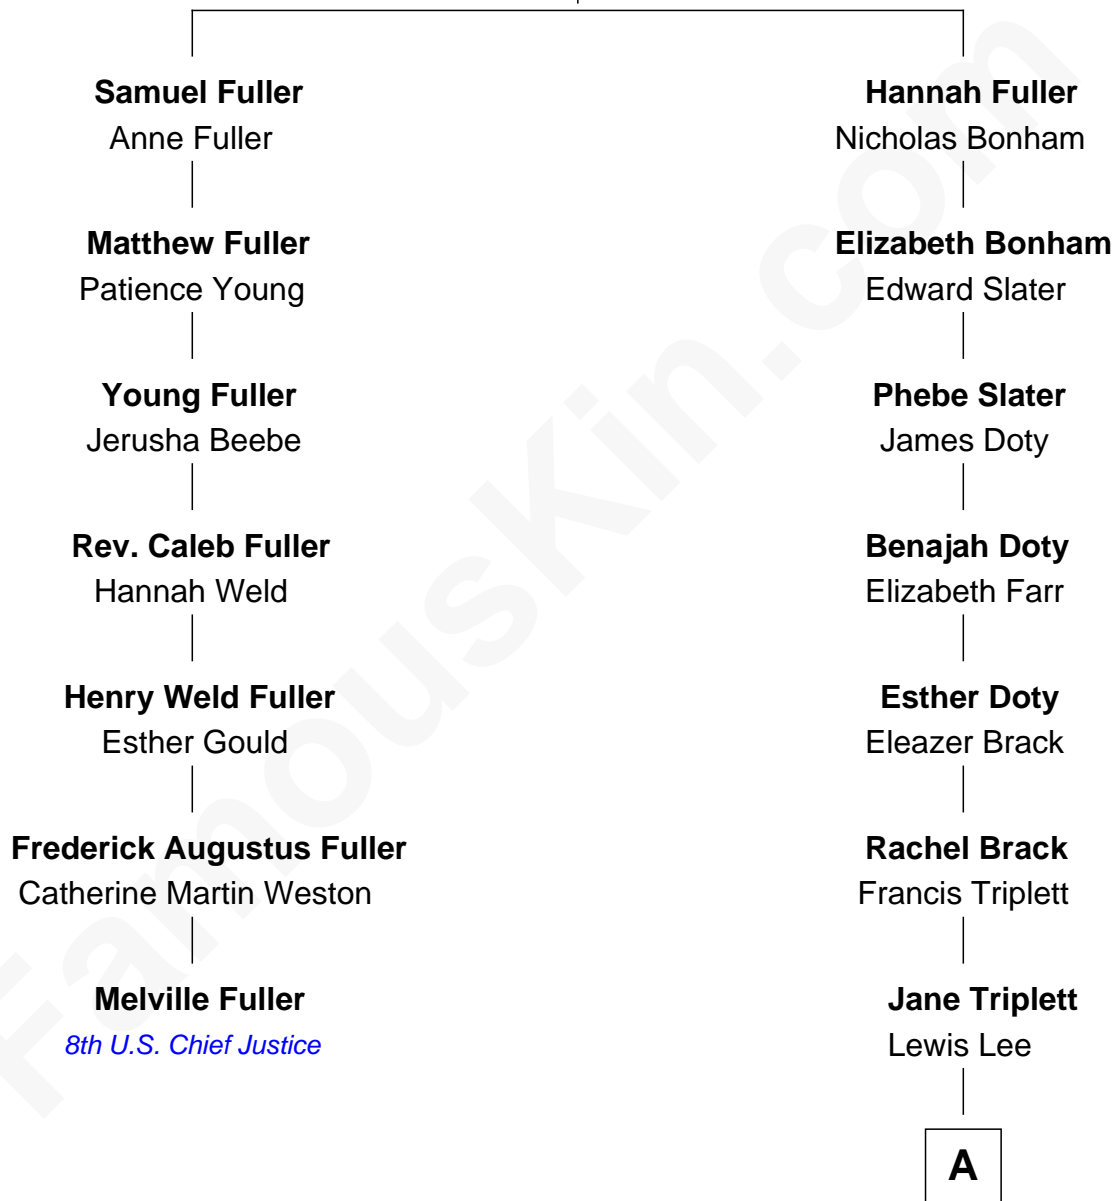 Samuel Fuller
Anne Fuller
Matthew Fuller
Patience Young
Young Fuller
Jerusha Beebe
Rev. Caleb Fuller
Hannah Weld
Henry Weld Fuller
Esther Gould
Frederick Augustus Fuller
Catherine Martin Weston
Melville Fuller
8th U.S. Chief Justice
Hannah Fuller
Nicholas Bonham
Elizabeth Bonham
Edward Slater
Phebe Slater
James Doty
Benajah Doty
Elizabeth Farr
Esther Doty
Eleazer Brack
Rachel Brack
Francis Triplett
Jane Triplett
Lewis Lee
A
FamousKin.com